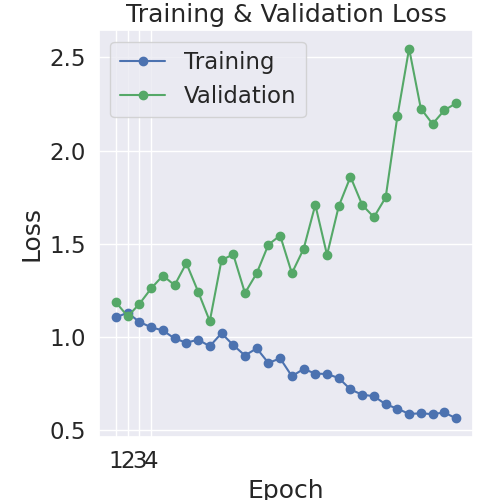 Training & Validation Loss
Training
Validation
2.5
2.0
1.5
1.0
0.5
Loss
1234
Epoch